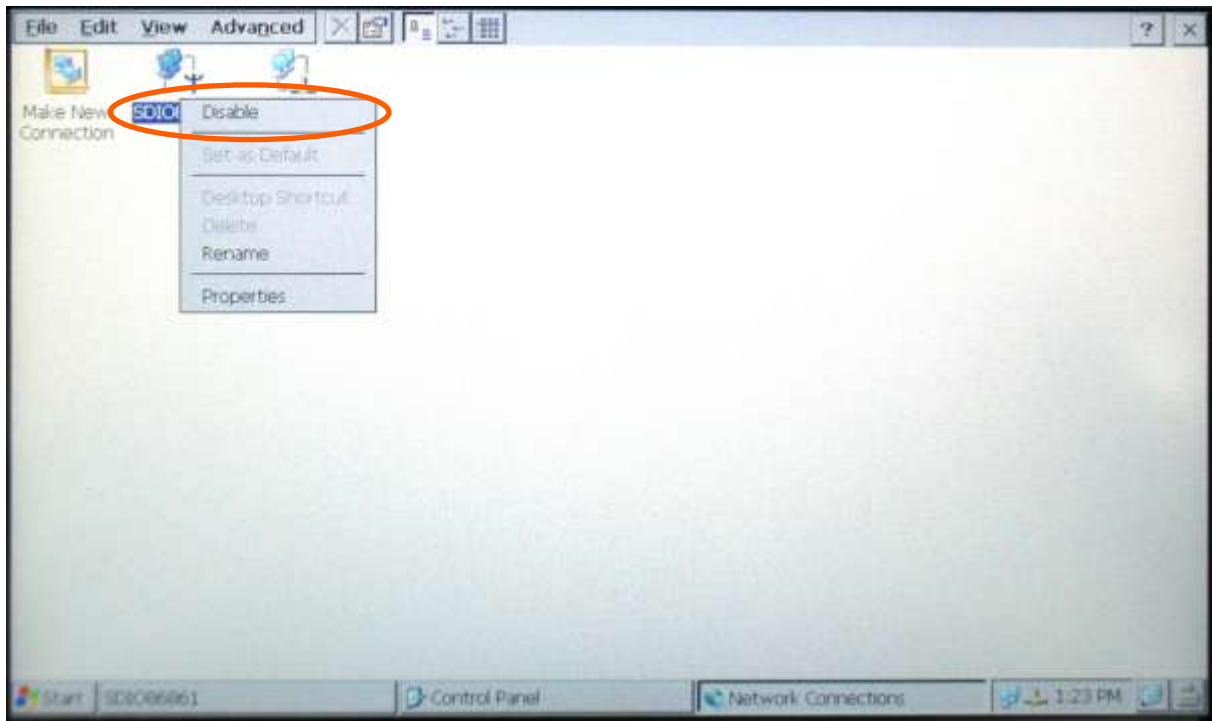 File Edit View Advanced ? ×
Make New Connection
SDIO
Disable
Set as Default
Desktop Shortcut
Delete
Rename
Properties
Start SDIO86861 Control Panel Network Connections 1:23 PM